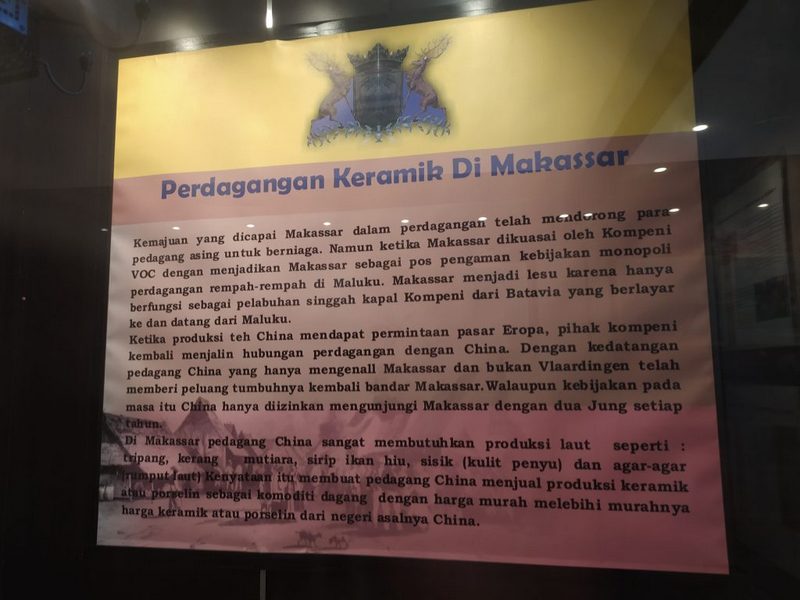 Perdagangan Keramik Di Makassar
Kemajuan yang dicapai Makassar dalam perdagangan telah mendorong para
pedagang asing untuk berniaga. Namun ketika Makassar dikuasai oleh Kompeni
VOC dengan menjadikan Makassar sebagai pos pengaman kebijakan monopoli
perdagangan rempah-rempah di Maluku. Makassar menjadi lesu karena hanya
berfungsi sebagai pelabuhan singgah kapal Kompeni dari Batavia yang berlayar
ke dan datang dari Maluku.
Ketika produksi teh China mendapat permintaan pasar Eropa, pihak kompeni
kembali menjalin hubungan perdagangan dengan China. Dengan kedatangan
pedagang China yang hanya mengenall Makassar dan bukan Vlaardingen telah
memberi peluang tumbuhnya kembali bandar Makassar. Walaupun kebijakan pada
masa itu China hanya diizinkan mengunjungi Makassar dengan dua Jung setiap
tahun.
Di Makassar pedagang China sangat membutuhkan produksi laut seperti :
tripang, kerang mutiara, sirip ikan hiu, sisik (kulit penyu) dan agar-agar
(rumput laut) Kenyataan itu membuat pedagang China menjual produksi keramik
atau porselin sebagai komoditi dagang dengan harga murah melebihi murahnya
harga keramik atau porselin dari negeri asalnya China.